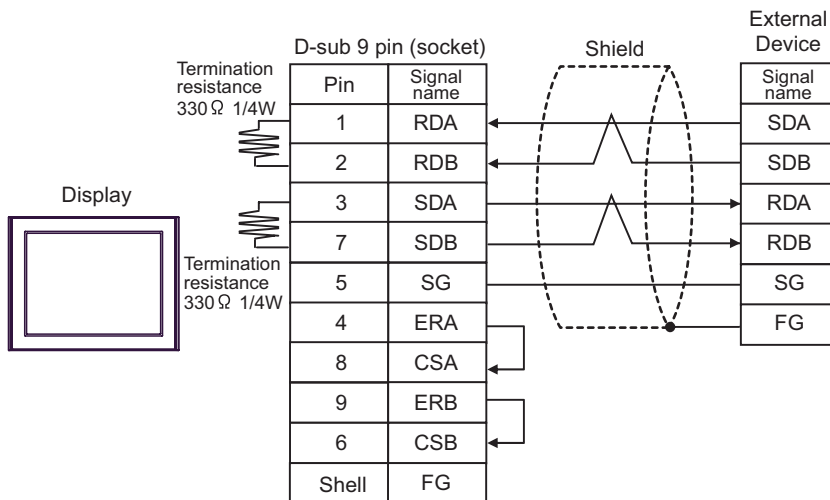 External
Device
D-sub 9 pin (socket)
Shield
Termination
resistance
330 Ω 1/4W
Pin
Signal
name
Signal
name
1
RDA
SDA
2
RDB
SDB
Display
3
SDA
RDA
7
SDB
RDB
Termination
resistance
330 Ω 1/4W
5
SG
SG
4
ERA
FG
8
CSA
9
ERB
6
CSB
Shell
FG